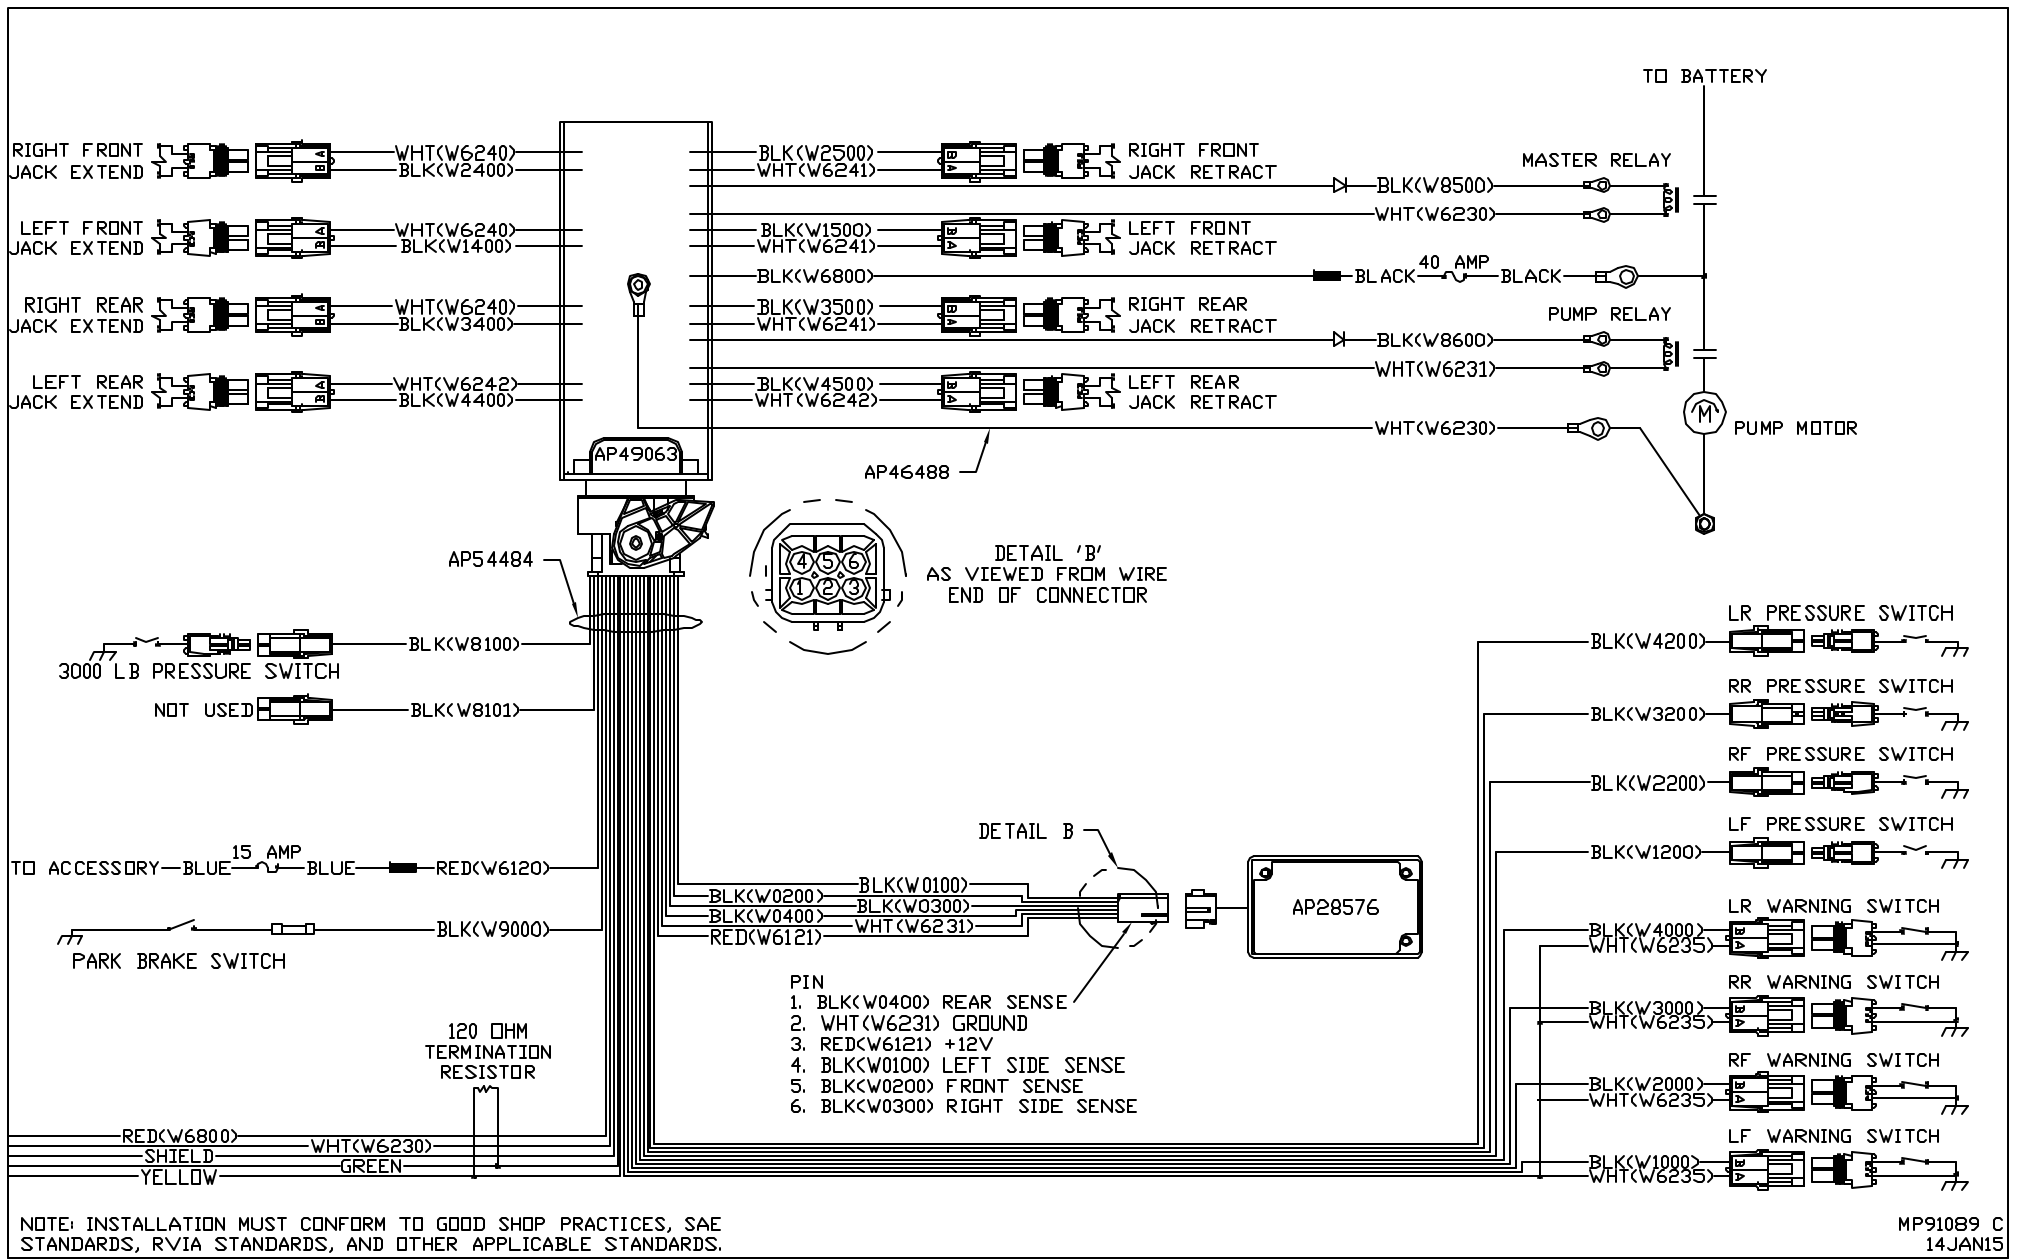 TO BATTERY
RIGHT FRONT
JACK EXTEND
WHT(W6240)
BLK(W2400)
A
B
BLK(W2500)
WHT(W6241)
B
A
RIGHT FRONT
JACK RETRACT
MASTER RELAY
BLK(W8500)
WHT(W6230)
LEFT FRONT
JACK EXTEND
WHT(W6240)
BLK(W1400)
A
B
BLK(W1500)
WHT(W6241)
B
A
LEFT FRONT
JACK RETRACT
BLK(W6800)
BLACK
40 AMP
BLACK
RIGHT REAR
JACK EXTEND
WHT(W6240)
BLK(W3400)
A
B
BLK(W3500)
WHT(W6241)
B
A
RIGHT REAR
JACK RETRACT
PUMP RELAY
BLK(W8600)
WHT(W6231)
LEFT REAR
JACK EXTEND
WHT(W6242)
BLK(W4400)
A
B
BLK(W4500)
WHT(W6242)
B
A
LEFT REAR
JACK RETRACT
M
PUMP MOTOR
WHT(W6230)
AP49063
AP46488
AP54484
4 5 6
1 2 3
DETAIL 'B'
AS VIEWED FROM WIRE
END OF CONNECTOR
BLK(W8100)
3000 LB PRESSURE SWITCH
NOT USED
BLK(W8101)
LR PRESSURE SWITCH
BLK(W4200)
RR PRESSURE SWITCH
BLK(W3200)
RF PRESSURE SWITCH
BLK(W2200)
LF PRESSURE SWITCH
BLK(W1200)
TO ACCESSORY
BLUE
15 AMP
BLUE
RED(W6120)
BLK(W9000)
PARK BRAKE SWITCH
DETAIL B
BLK(W0100)
BLK(W0200)
BLK(W0300)
BLK(W0400)
WHT(W6231)
RED(W6121)
AP28576
LR WARNING SWITCH
BLK(W4000)
WHT(W6235)
B
A
RR WARNING SWITCH
BLK(W3000)
WHT(W6235)
B
A
RF WARNING SWITCH
BLK(W2000)
WHT(W6235)
B
A
LF WARNING SWITCH
BLK(W1000)
WHT(W6235)
B
A
PIN
1. BLK(W0400) REAR SENSE
2. WHT(W6231) GROUND
3. RED(W6121) +12V
4. BLK(W0100) LEFT SIDE SENSE
5. BLK(W0200) FRONT SENSE
6. BLK(W0300) RIGHT SIDE SENSE
120 OHM
TERMINATION
RESISTOR
RED(W6800)
WHT(W6230)
SHIELD
GREEN
YELLOW
NOTE: INSTALLATION MUST CONFORM TO GOOD SHOP PRACTICES, SAE
STANDARDS, RVIA STANDARDS, AND OTHER APPLICABLE STANDARDS.
MP91089 C
14JAN15